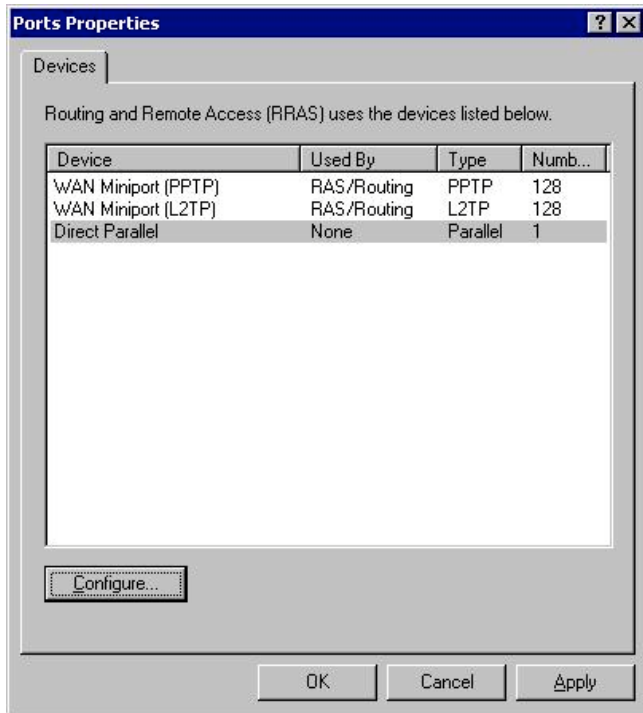 Ports Properties
Devices
Routing and Remote Access (RRAS) uses the devices listed below.
Device Used By Type Numb...
WAN Miniport (PPTP) RAS/Routing PPTP 128
WAN Miniport (L2TP) RAS/Routing L2TP 128
Direct Parallel None Parallel 1
Configure...
OK Cancel Apply